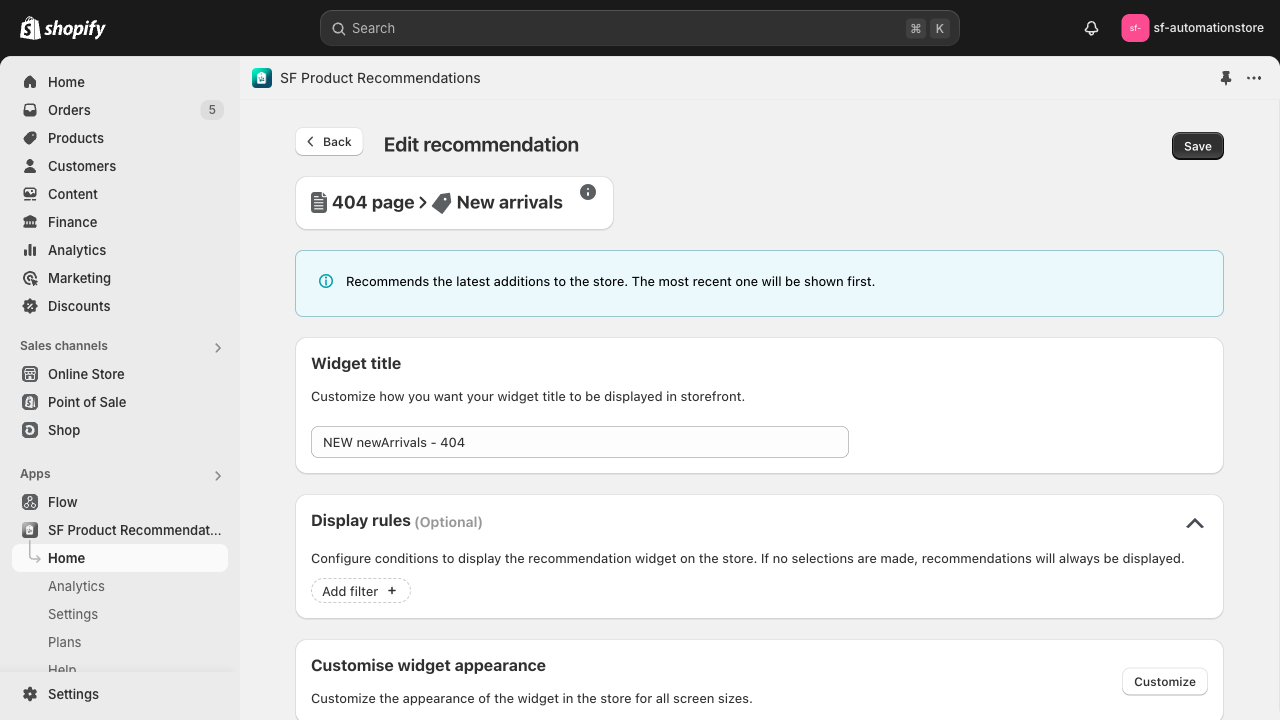 shopify
Search
⌘ K
sf-
sf-automationstore
Home
Orders 5
Products
Customers
Content
Finance
Analytics
Marketing
Discounts
Sales channels
Online Store
Point of Sale
Shop
Apps
Flow
SF Product Recommendat...
Home
Analytics
Settings
Plans
Help
Settings
SF Product Recommendations
Back
Edit recommendation
Save
404 page > New arrivals
Recommends the latest additions to the store. The most recent one will be shown first.
Widget title
Customize how you want your widget title to be displayed in storefront.
NEW newArrivals - 404
Display rules (Optional)
Configure conditions to display the recommendation widget on the store. If no selections are made, recommendations will always be displayed.
Add filter +
Customise widget appearance
Customize the appearance of the widget in the store for all screen sizes.
Customize